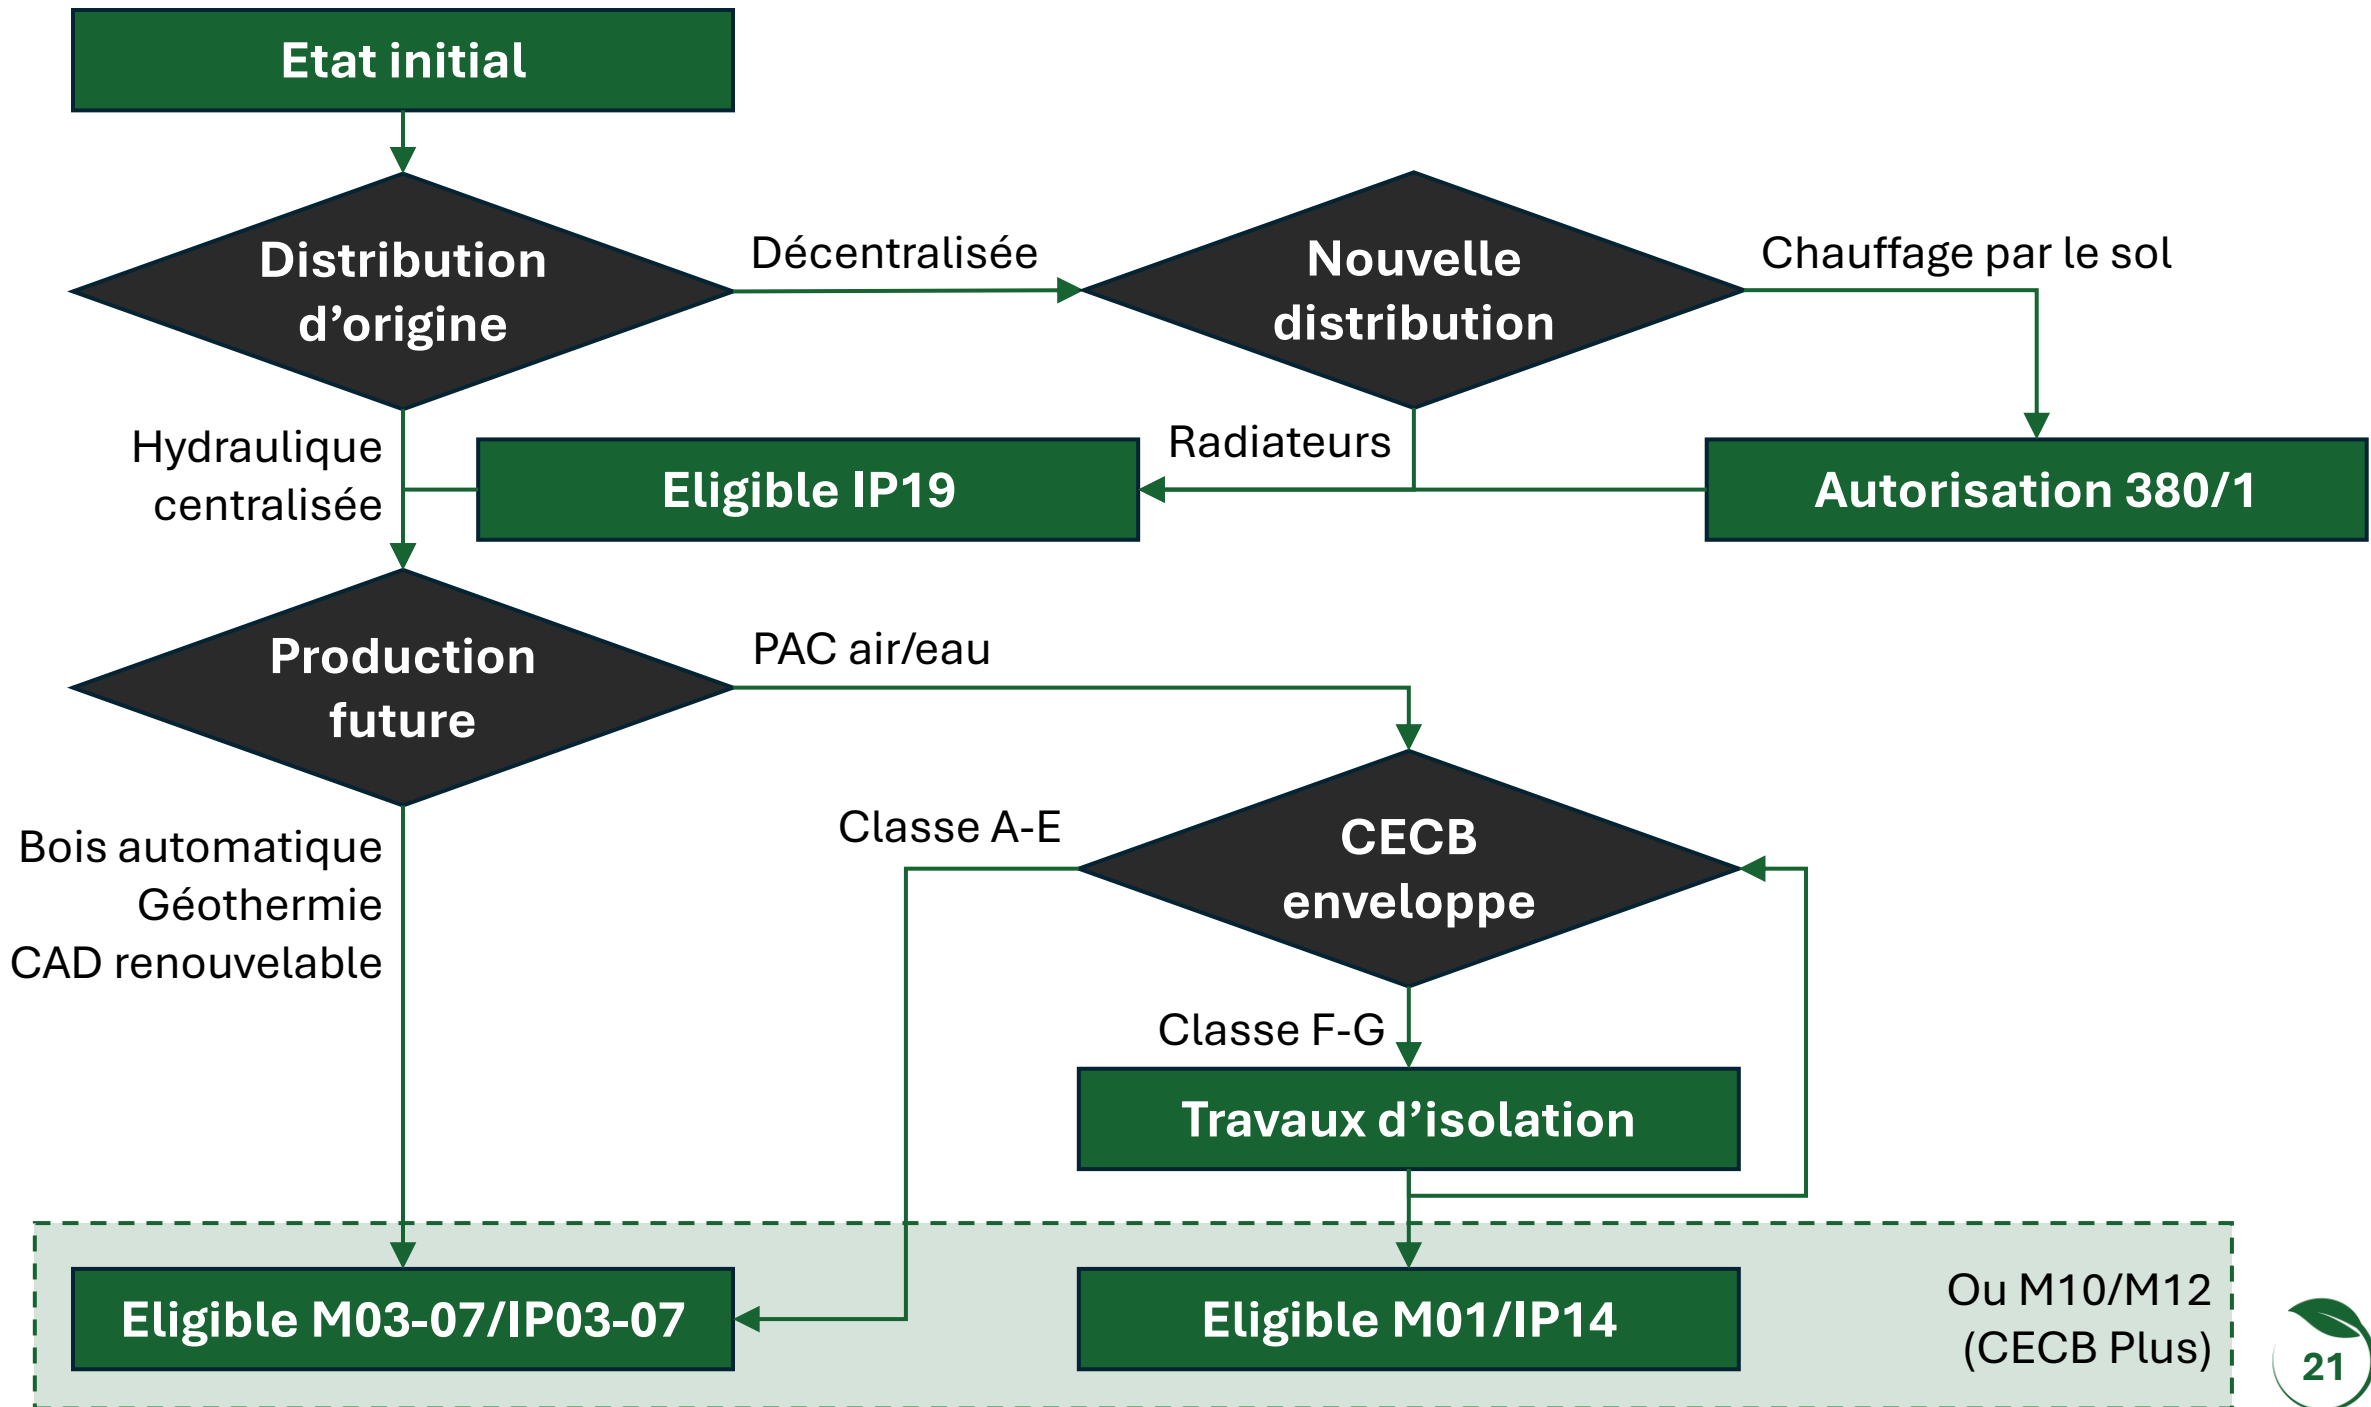 Etat initial
Distribution
d’origine
Décentralisée
Nouvelle
distribution
Chauffage par le sol
Hydraulique
centralisée
Eligible IP19
Radiateurs
Autorisation 380/1
Production
future
PAC air/eau
Bois automatique
Géothermie
CAD renouvelable
Classe A-E
CECB
enveloppe
Classe F-G
Travaux d’isolation
Eligible M03-07/IP03-07
Eligible M01/IP14
Ou M10/M12
(CECB Plus)
21